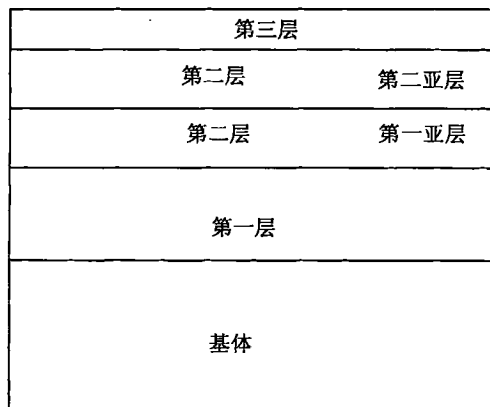 第三层
第二层 第二亚层
第二层 第一亚层
第一层
基体